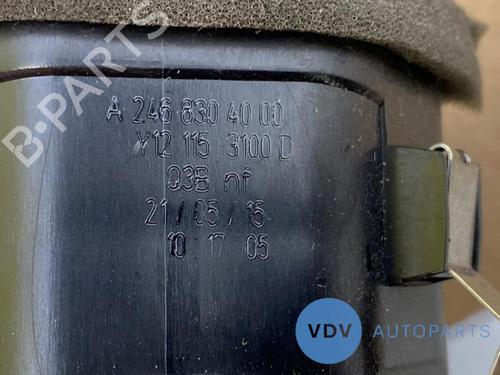 B-PARTS
A 246 830 40 00
Y12 115 3100 D
03B nf
21/05/15
10 17 05
VDV AUTOPARTS